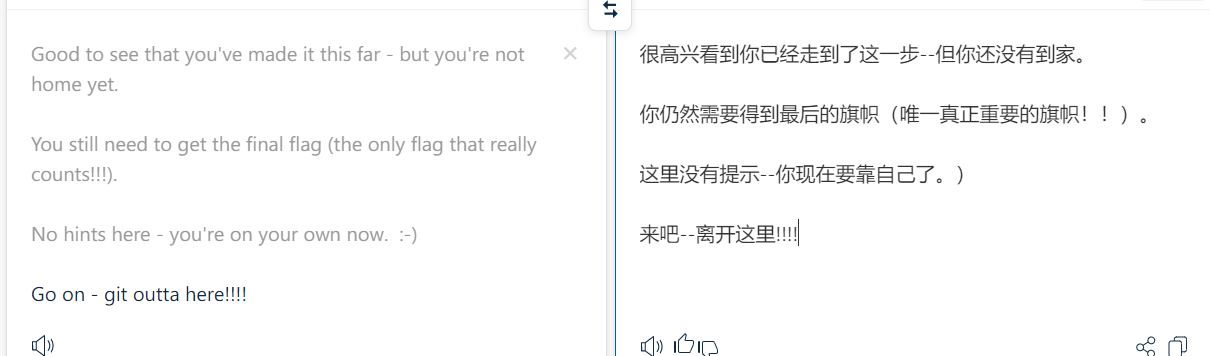 Good to see that you've made it this far - but you're not
home yet.
You still need to get the final flag (the only flag that really
counts!!!).
No hints here - you're on your own now.  :-)
Go on - git outta here!!!!
很高兴看到你已经走到了这一步--但你还没有到家。
你仍然需要得到最后的旗帜（唯一真正重要的旗帜！！）。
这里没有提示--你现在要靠自己了。）
来吧--离开这里!!!!